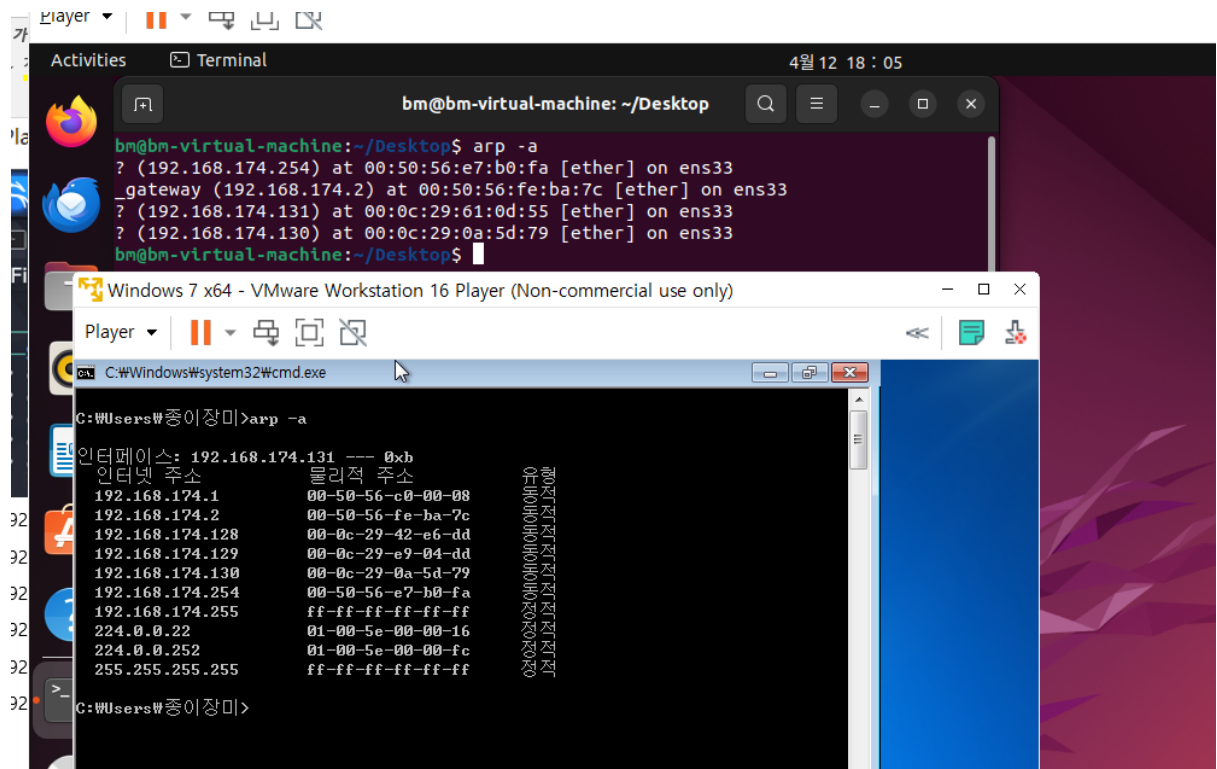 Player
가
Activities
Terminal
4월 12 18 : 05
bm@bm-virtual-machine: ~/Desktop
bm@bm-virtual-machine:~/Desktop$ arp -a
? (192.168.174.254) at 00:50:56:e7:b0:fa [ether] on ens33
_gateway (192.168.174.2) at 00:50:56:fe:ba:7c [ether] on ens33
? (192.168.174.131) at 00:0c:29:61:0d:55 [ether] on ens33
? (192.168.174.130) at 00:0c:29:0a:5d:79 [ether] on ens33
bm@bm-virtual-machine:~/Desktop$
Fi
Windows 7 x64 - VMware Workstation 16 Player (Non-commercial use only)
Player
C:₩Windows₩system32₩cmd.exe
C:₩Users₩종이장미>arp -a
인터페이스: 192.168.174.131 --- 0xb
인터넷 주소 물리적 주소 유형
192.168.174.1 00-50-56-c0-00-08 동적
192.168.174.2 00-50-56-fe-ba-7c 동적
192.168.174.128 00-0c-29-42-e6-dd 동적
192.168.174.129 00-0c-29-e9-04-dd 동적
192.168.174.130 00-0c-29-0a-5d-79 동적
192.168.174.254 00-50-56-e7-b0-fa 동적
192.168.174.255 ff-ff-ff-ff-ff-ff 정적
224.0.0.22 01-00-5e-00-00-16 정적
224.0.0.252 01-00-5e-00-00-fc 정적
255.255.255.255 ff-ff-ff-ff-ff-ff 정적
C:₩Users₩종이장미>
92
92
92
92
92
92